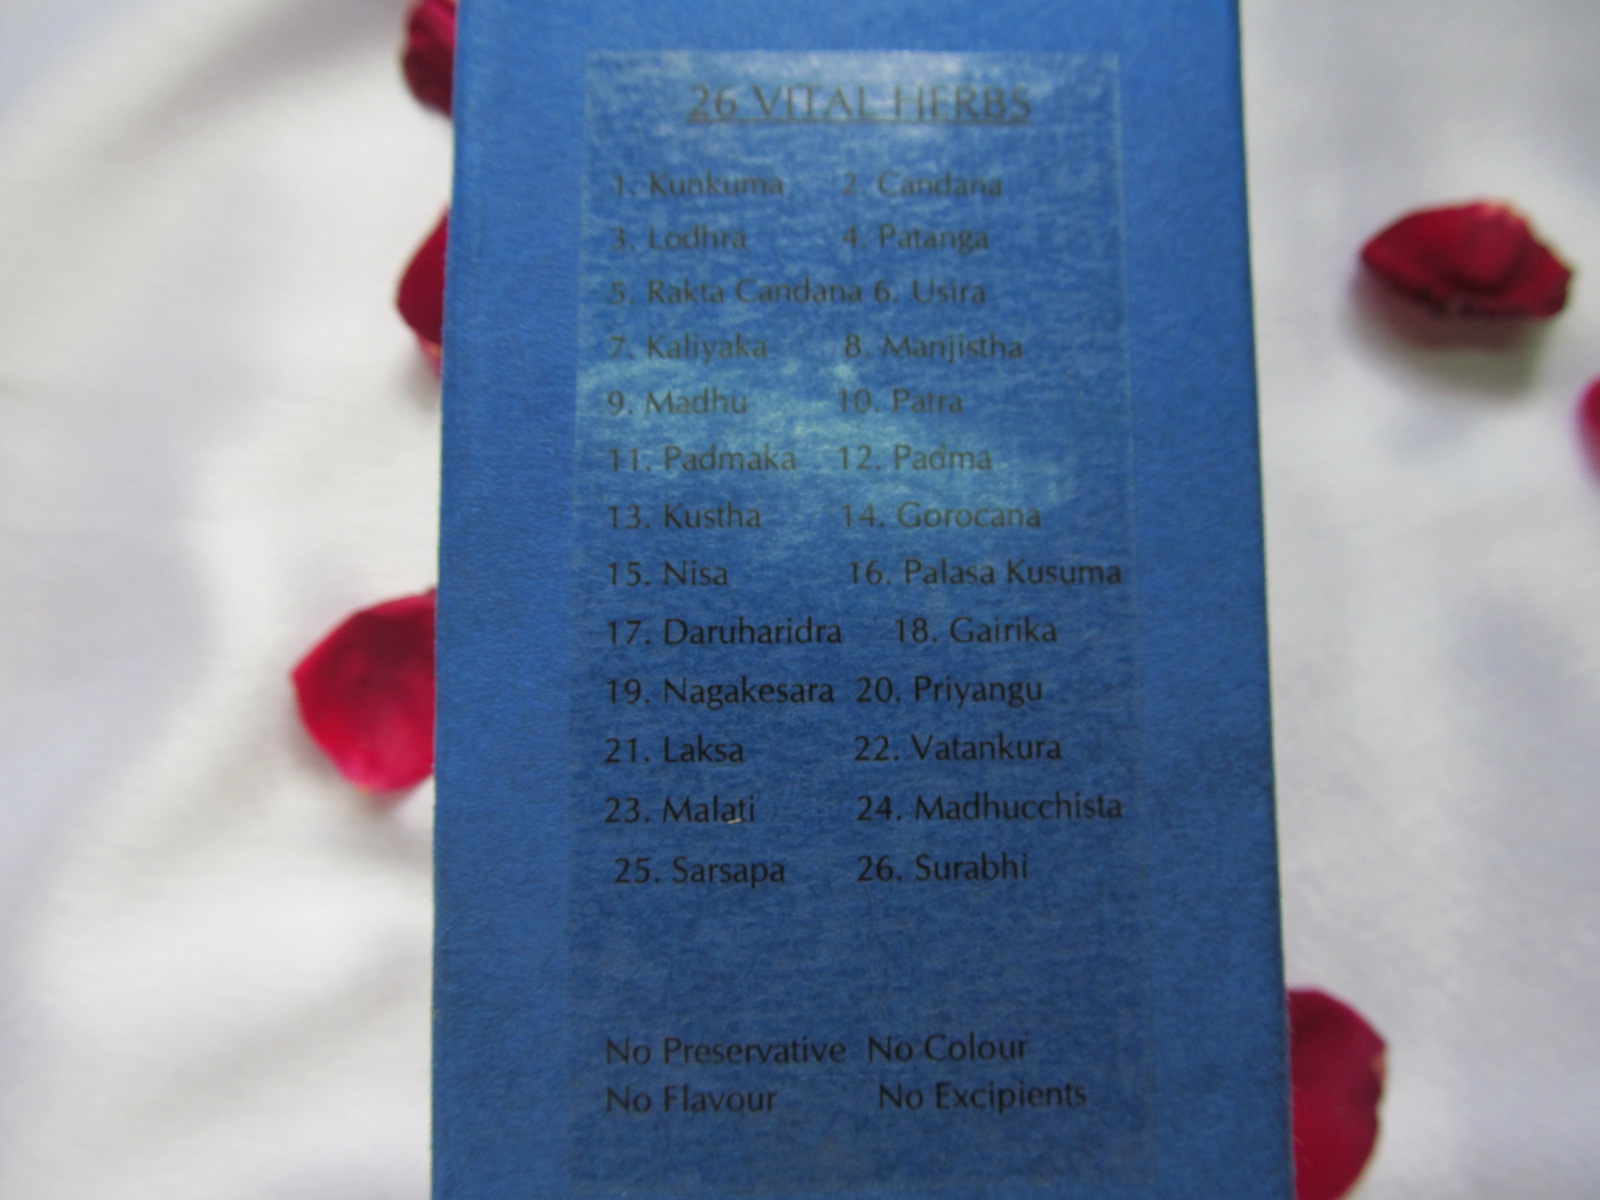 26 VITAL HERBS
1. Kunkuma 2. Candana
3. Lodhra 4. Patanga
5. Rakta Candana 6. Usira
7. Kaliyaka 8. Manjistha
9. Madhu 10. Patra
11. Padmaka 12. Padma
13. Kustha 14. Gorocana
15. Nisa 16. Palasa Kusuma
17. Daruharidra 18. Gairika
19. Nagakesara 20. Priyangu
21. Laksa 22. Vatankura
23. Malati 24. Madhucchista
25. Sarsapa 26. Surabhi
No Preservative No Colour
No Flavour No Excipients